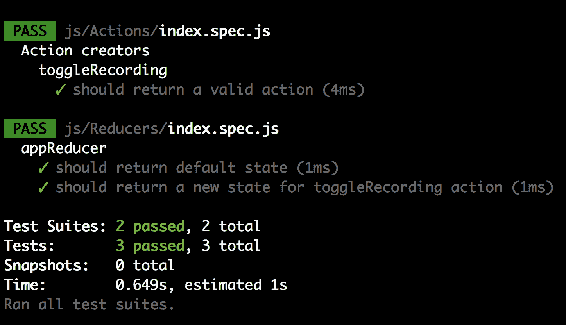 PASS js/Actions/index.spec.js
Action creators
toggleRecording
✓ should return a valid action (4ms)
PASS js/Reducers/index.spec.js
appReducer
✓ should return default state (1ms)
✓ should return a new state for toggleRecording action (1ms)
Test Suites: 2 passed, 2 total
Tests: 3 passed, 3 total
Snapshots: 0 total
Time: 0.649s, estimated 1s
Ran all test suites.